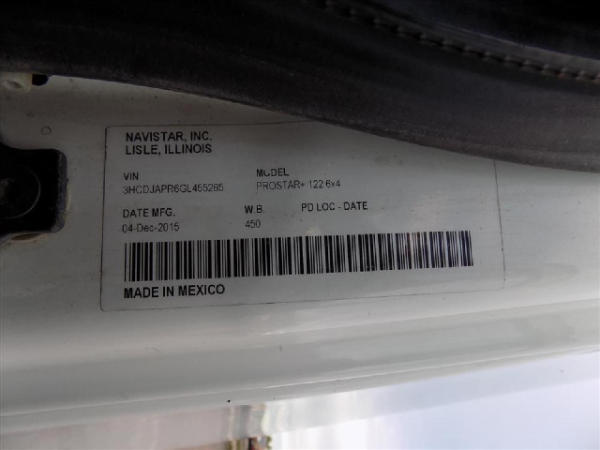 NAVISTAR, INC.
LISLE, ILLINOIS
VIN MODEL
3HCDJAPR6GL455265 PROSTAR+ 122 6x4
DATE MFG. W.B. PD LOC - DATE
04-Dec-2015 450
MADE IN MEXICO